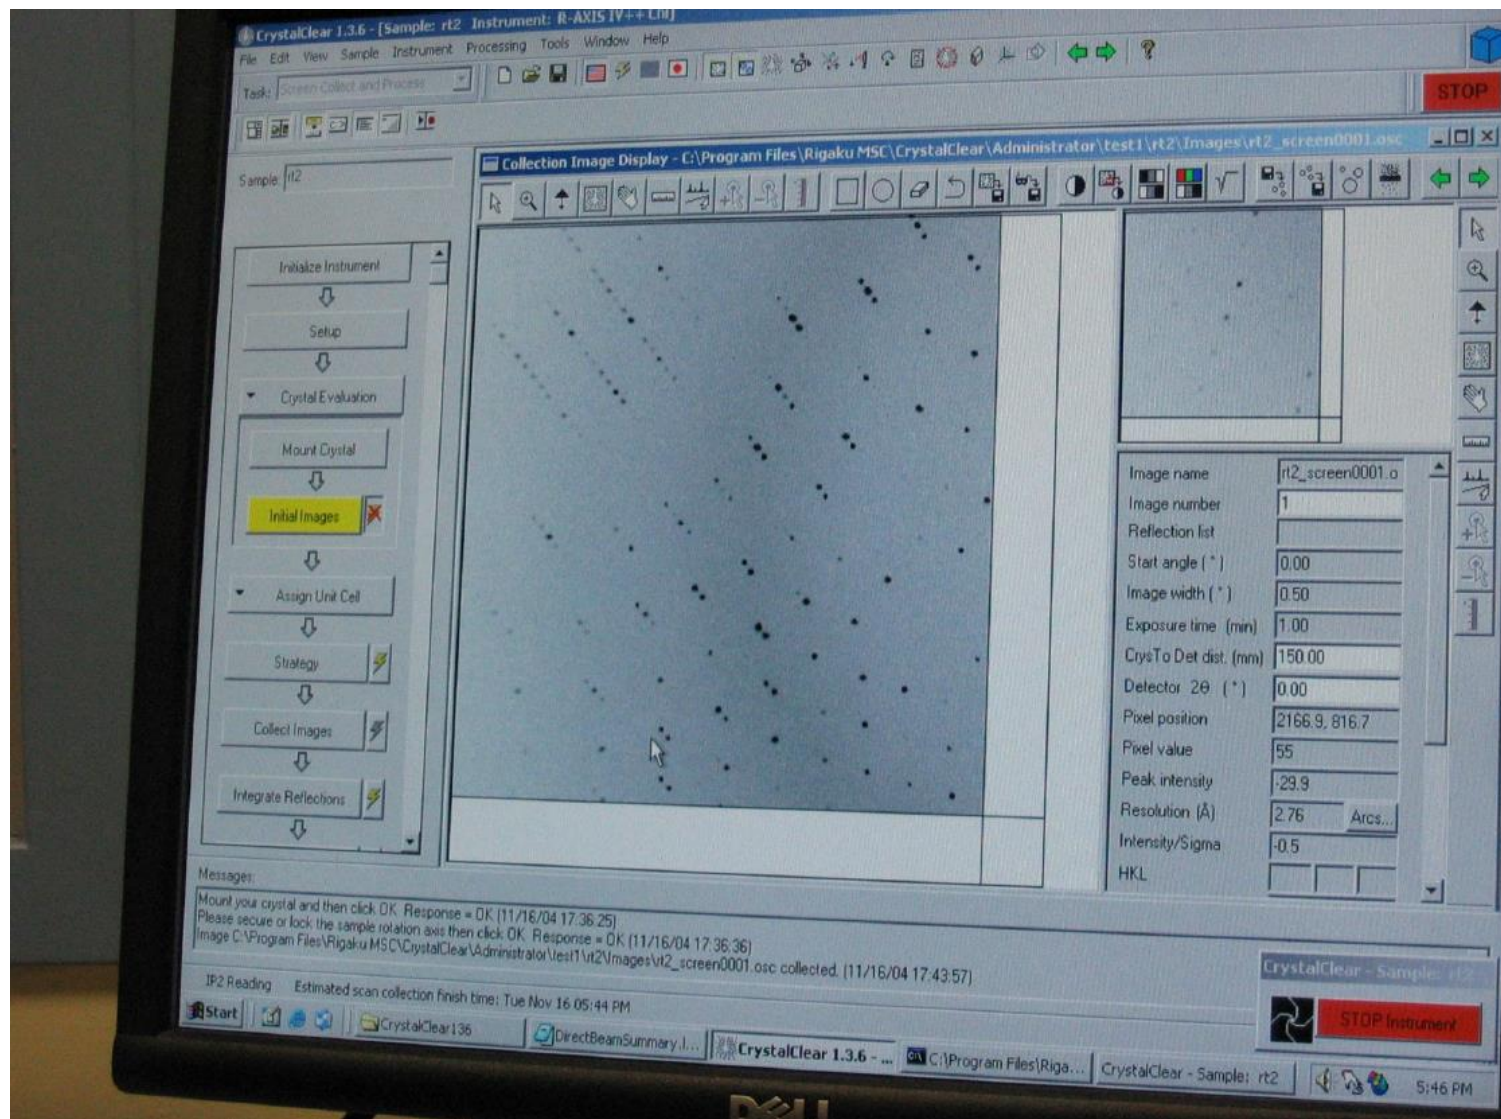 CrystalClear 1.3.6 - [Sample: rt2 Instrument: R-AXIS IV++ Chi]
File Edit View Sample Instrument Processing Tools Window Help
Task: Screen Collect and Process
STOP
Sample: rt2
Collection Image Display - C:\Program Files\Rigaku MSC\CrystalClear\Administrator\test1\rt2\Images\rt2_screen0001.osc
Initialize Instrument
Setup
Crystal Evaluation
Mount Crystal
Initial Images
Assign Unit Cell
Strategy
Collect Images
Integrate Reflections
Image name rt2_screen0001.o
Image number 1
Reflection list
Start angle (°) 0.00
Image width (°) 0.50
Exposure time (min) 1.00
CrysTo Det dist. (mm) 150.00
Detector 2θ (°) 0.00
Pixel position 2166.9, 816.7
Pixel value 55
Peak intensity -29.9
Resolution (Å) 2.76 Arcs...
Intensity/Sigma -0.5
HKL
Messages:
Mount your crystal and then click OK Response = OK (11/16/04 17:36:25)
Please secure or lock the sample rotation axis then click OK Response = OK (11/16/04 17:36:36)
Image C:\Program Files\Rigaku MSC\CrystalClear\Administrator\test1\rt2\Images\rt2_screen0001.osc collected. (11/16/04 17:43:57)
IP2 Reading Estimated scan collection finish time: Tue Nov 16 05:44 PM
CrystalClear - Sample: rt2
STOP Instrument
Start CrystalClear136 DirectBeamSummary.l... CrystalClear 1.3.6 - ... C:\Program Files\Riga... CrystalClear - Sample: rt2 5:46 PM
DELL